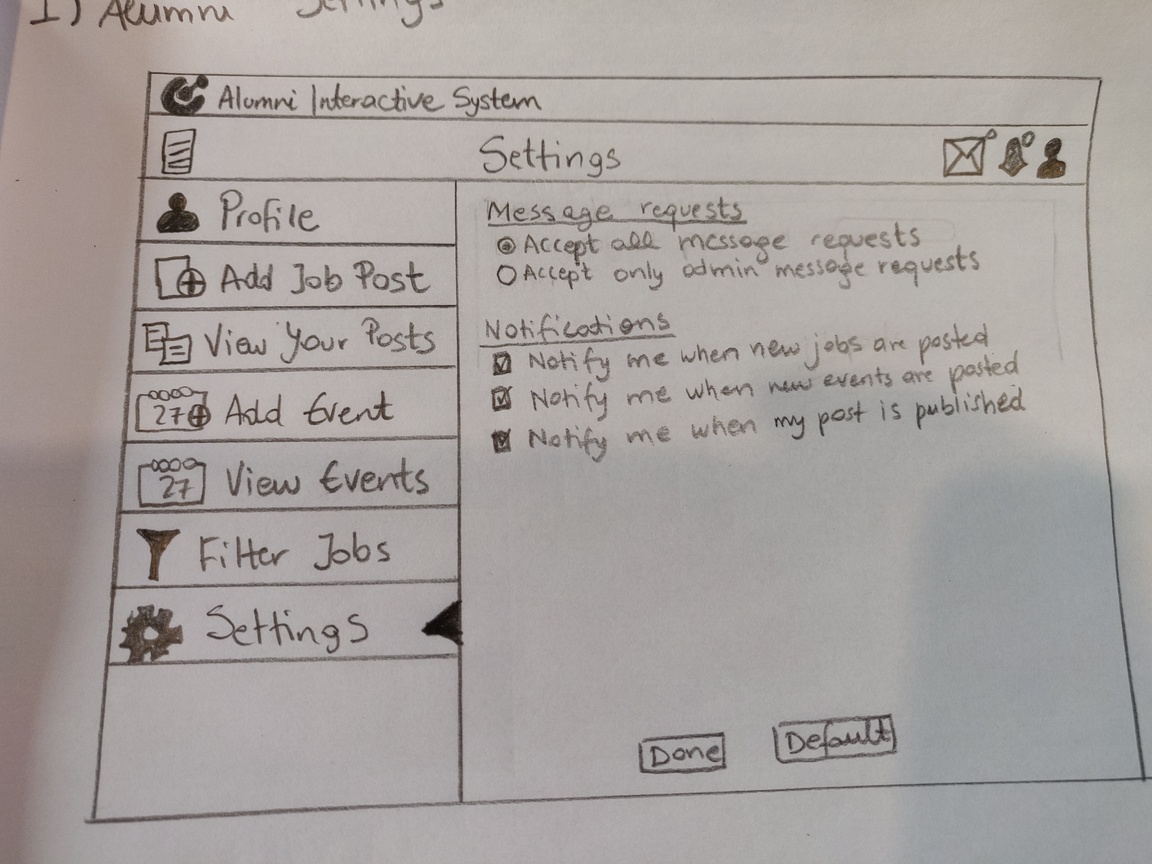 I) Alumni Settings
Alumni Interactive System
Settings
Profile
Add Job Post
View Your Posts
27 Add Event
27 View Events
Filter Jobs
Settings
Message requests
Accept all message requests
Accept only admin message requests
Notifications
Notify me when new jobs are posted
Notify me when new events are posted
Notify me when my post is published
Done
Default